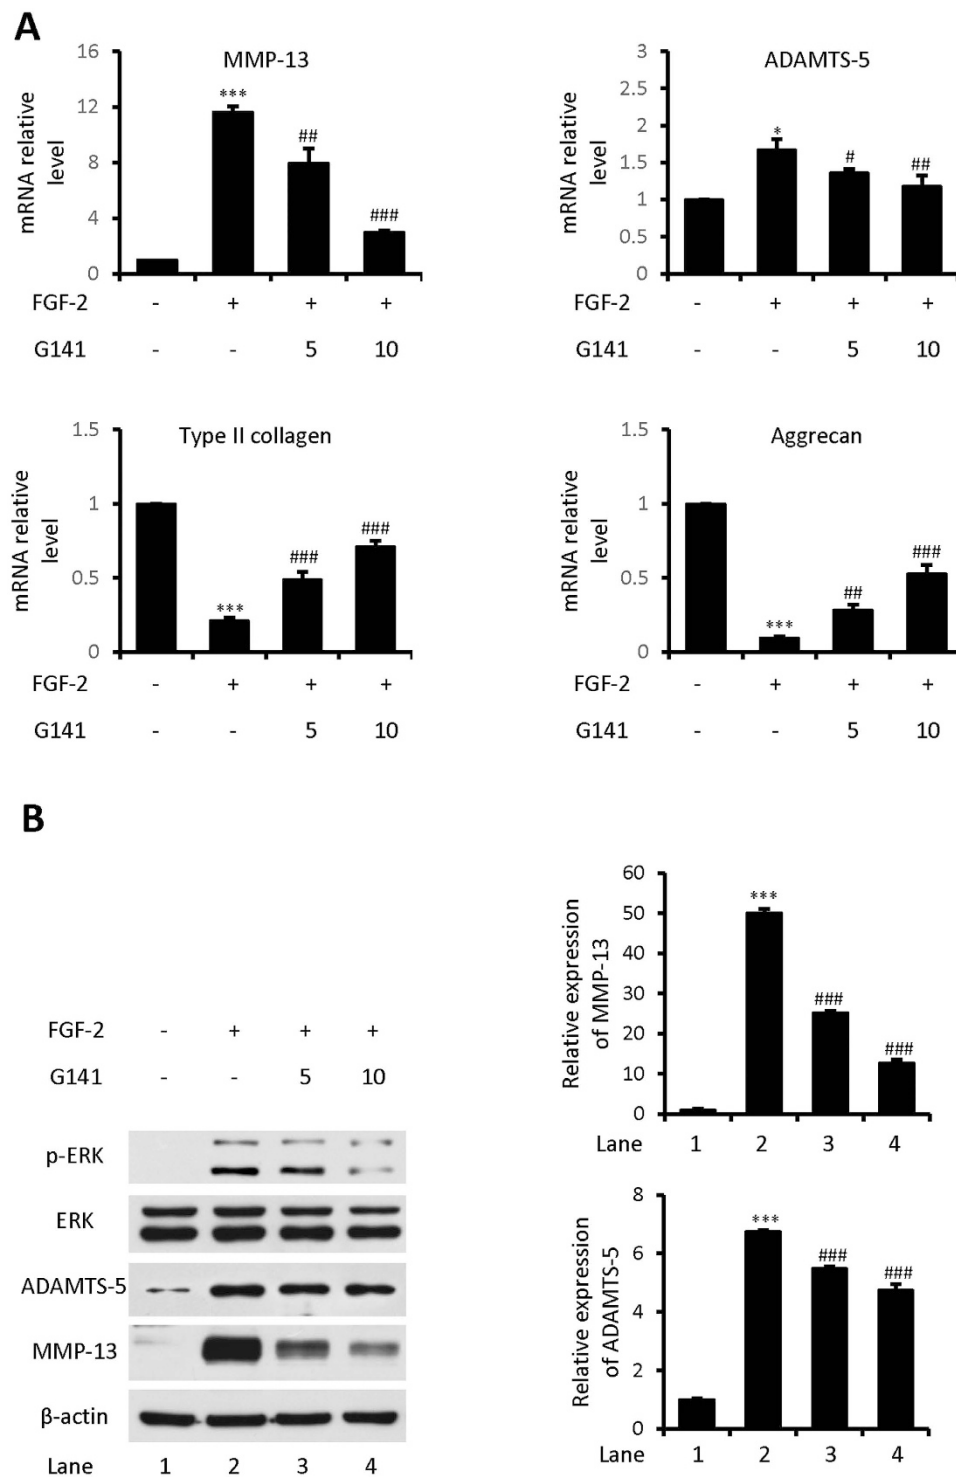 A
MMP-13
mRNA relative
level
16
12
8
4
0
***
##
###
FGF-2 - + + +
G141 - - 5 10
ADAMTS-5
mRNA relative
level
3
2.5
2
1.5
1
0.5
0
*
#
##
FGF-2 - + + +
G141 - - 5 10
Type II collagen
mRNA relative
level
1.5
1
0.5
0
***
###
###
FGF-2 - + + +
G141 - - 5 10
Aggrecan
mRNA relative
level
1.5
1
0.5
0
***
##
###
FGF-2 - + + +
G141 - - 5 10
B
FGF-2 - + + +
G141 - - 5 10
p-ERK
ERK
ADAMTS-5
MMP-13
β-actin
Lane 1 2 3 4
Relative expression
of MMP-13
60
50
40
30
20
10
0
***
###
###
Lane 1 2 3 4
Relative expression
of ADAMTS-5
8
6
4
2
0
***
###
###
Lane 1 2 3 4